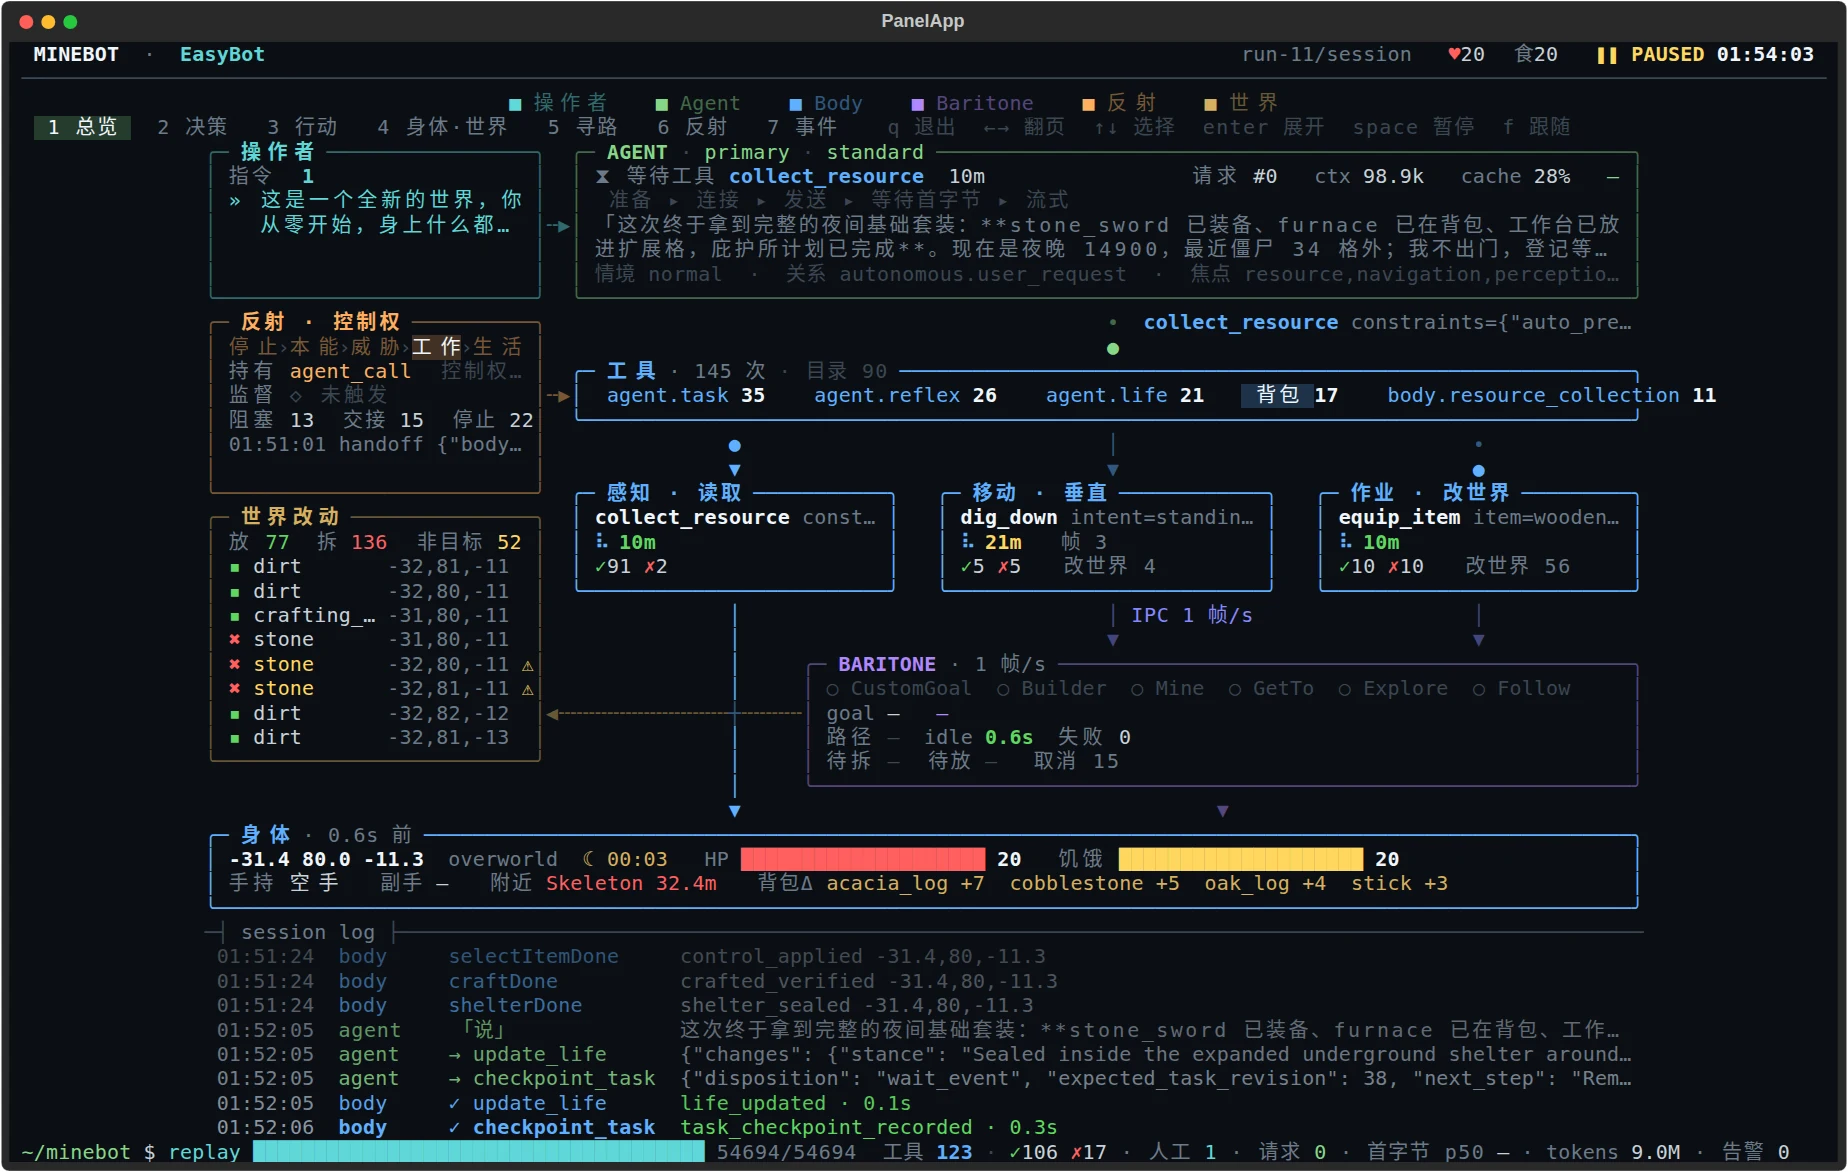 PanelApp
MINEBOT · EasyBot run-11/session ♥20 食20 ❚❚ PAUSED 01:54:03
■ 操作者 ■ Agent ■ Body ■ Baritone ■ 反射 ■ 世界
1 总览 2 决策 3 行动 4 身体·世界 5 寻路 6 反射 7 事件 q 退出 ←→ 翻页 ↑↓ 选择 enter 展开 space 暂停 f 跟随
操作者
指令 1
» 这是一个全新的世界，你
从零开始，身上什么都…
AGENT · primary · standard
⧗ 等待工具 collect_resource 10m 请求 #0 ctx 98.9k cache 28% —
准备 ▸ 连接 ▸ 发送 ▸ 等待首字节 ▸ 流式
「这次终于拿到完整的夜间基础套装：**stone_sword 已装备、furnace 已在背包、工作台已放
进扩展格，庇护所计划已完成**。现在是夜晚 14900，最近僵尸 34 格外；我不出门，登记等…
情境 normal · 关系 autonomous.user_request · 焦点 resource,navigation,perceptio…
反射 · 控制权
停止›本能›威胁›工作›生活
持有 agent_call 控制权…
监督 ◇ 未触发
阻塞 13 交接 15 停止 22
01:51:01 handoff {"body…
• collect_resource constraints={"auto_pre…
工具 · 145 次 · 目录 90
agent.task 35 agent.reflex 26 agent.life 21 背包 17 body.resource_collection 11
感知 · 读取
collect_resource const…
10m
✓91 ✗2
移动 · 垂直
dig_down intent=standin…
21m 帧 3
✓5 ✗5 改世界 4
作业 · 改世界
equip_item item=wooden…
10m
✓10 ✗10 改世界 56
世界改动
放 77 拆 136 非目标 52
■ dirt -32,81,-11
■ dirt -32,80,-11
■ crafting_… -31,80,-11
✖ stone -31,80,-11
✖ stone -32,80,-11 ⚠
✖ stone -32,81,-11 ⚠
■ dirt -32,82,-12
■ dirt -32,81,-13
IPC 1 帧/s
BARITONE · 1 帧/s
○ CustomGoal ○ Builder ○ Mine ○ GetTo ○ Explore ○ Follow
goal — —
路径 — idle 0.6s 失败 0
待拆 — 待放 — 取消 15
身体 · 0.6s 前
-31.4 80.0 -11.3 overworld ☾ 00:03 HP 20 饥饿 20
手持 空手 副手 — 附近 Skeleton 32.4m 背包Δ acacia_log +7 cobblestone +5 oak_log +4 stick +3
session log
01:51:24 body selectItemDone control_applied -31.4,80,-11.3
01:51:24 body craftDone crafted_verified -31.4,80,-11.3
01:51:24 body shelterDone shelter_sealed -31.4,80,-11.3
01:52:05 agent 「说」 这次终于拿到完整的夜间基础套装：**stone_sword 已装备、furnace 已在背包、工作…
01:52:05 agent → update_life {"changes": {"stance": "Sealed inside the expanded underground shelter around…
01:52:05 agent → checkpoint_task {"disposition": "wait_event", "expected_task_revision": 38, "next_step": "Rem…
01:52:05 body ✓ update_life life_updated · 0.1s
01:52:06 body ✓ checkpoint_task task_checkpoint_recorded · 0.3s
~/minebot $ replay 54694/54694 工具 123 · ✓106 ✗17 · 人工 1 · 请求 0 · 首字节 p50 — · tokens 9.0M · 告警 0